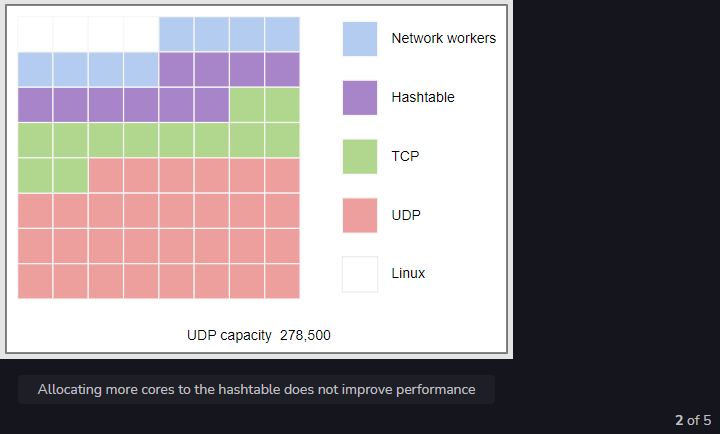 Network workers
Hashtable
TCP
UDP
Linux
UDP capacity 278,500
Allocating more cores to the hashtable does not improve performance
2 of 5